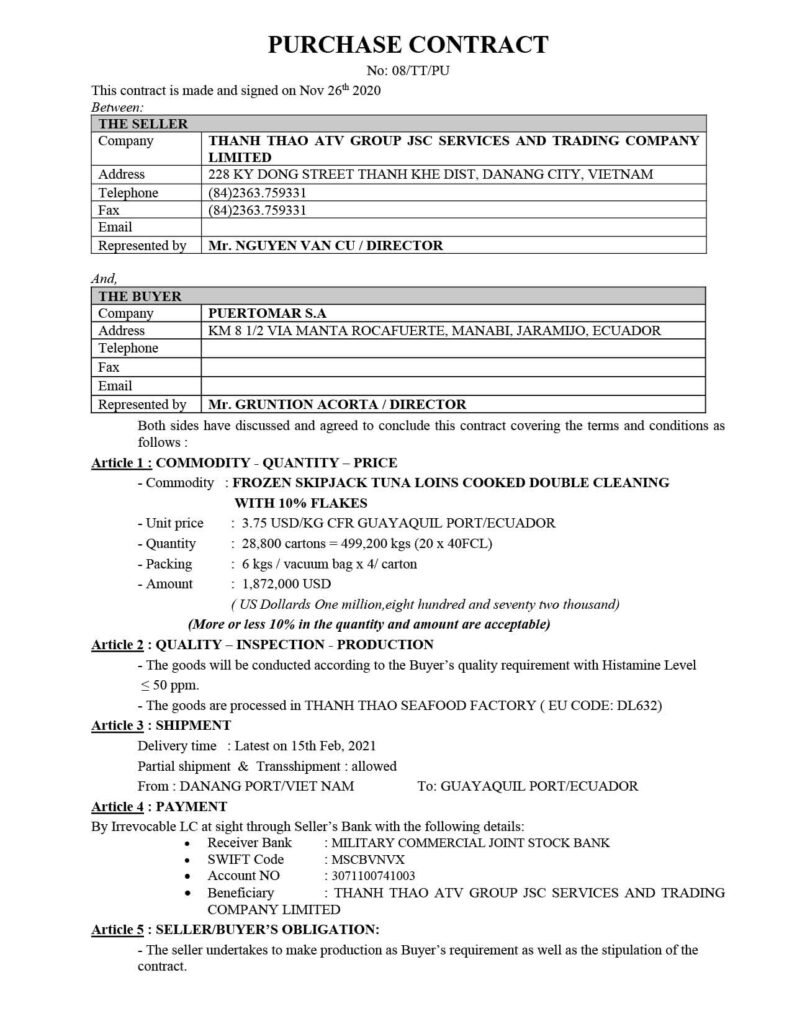 PURCHASE CONTRACT
No: 08/TT/PU
This contract is made and signed on Nov 26th 2020
Between:
THE SELLER
Company THANH THAO ATV GROUP JSC SERVICES AND TRADING COMPANY
LIMITED
Address 228 KY DONG STREET THANH KHE DIST, DANANG CITY, VIETNAM
Telephone (84)2363.759331
Fax (84)2363.759331
Email
Represented by Mr. NGUYEN VAN CU / DIRECTOR
And,
THE BUYER
Company PUERTOMAR S.A
Address KM 8 1/2 VIA MANTA ROCAFUERTE, MANABI, JARAMIJO, ECUADOR
Telephone
Fax
Email
Represented by Mr. GRUNTION ACORTA / DIRECTOR
Both sides have discussed and agreed to conclude this contract covering the terms and conditions as
follows :
Article 1 : COMMODITY - QUANTITY – PRICE
- Commodity : FROZEN SKIPJACK TUNA LOINS COOKED DOUBLE CLEANING
WITH 10% FLAKES
- Unit price : 3.75 USD/KG CFR GUAYAQUIL PORT/ECUADOR
- Quantity : 28,800 cartons = 499,200 kgs (20 x 40FCL)
- Packing : 6 kgs / vacuum bag x 4/ carton
- Amount : 1,872,000 USD
( US Dollards One million,eight hundred and seventy two thousand)
(More or less 10% in the quantity and amount are acceptable)
Article 2 : QUALITY – INSPECTION - PRODUCTION
- The goods will be conducted according to the Buyer's quality requirement with Histamine Level
≤ 50 ppm.
- The goods are processed in THANH THAO SEAFOOD FACTORY ( EU CODE: DL632)
Article 3 : SHIPMENT
Delivery time : Latest on 15th Feb, 2021
Partial shipment & Transshipment : allowed
From : DANANG PORT/VIET NAM To: GUAYAQUIL PORT/ECUADOR
Article 4 : PAYMENT
By Irrevocable LC at sight through Seller's Bank with the following details:
• Receiver Bank : MILITARY COMMERCIAL JOINT STOCK BANK
• SWIFT Code : MSCBVNVX
• Account NO : 3071100741003
• Beneficiary : THANH THAO ATV GROUP JSC SERVICES AND TRADING
COMPANY LIMITED
Article 5 : SELLER/BUYER'S OBLIGATION:
- The seller undertakes to make production as Buyer's requirement as well as the stipulation of the
contract.